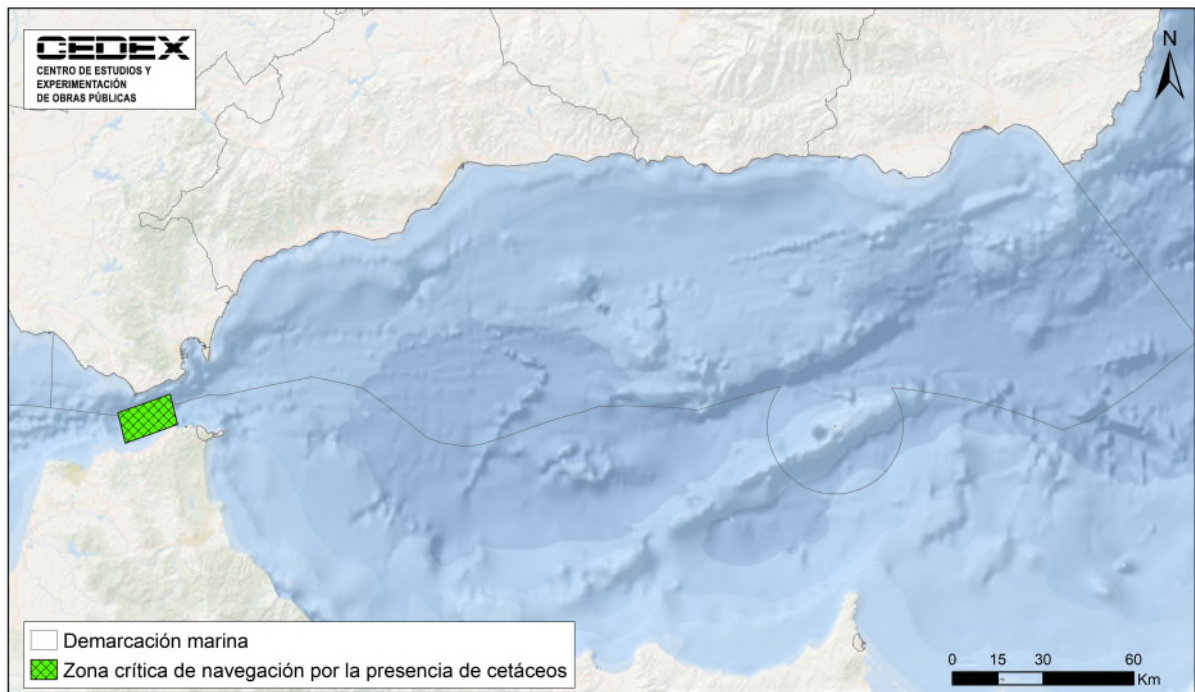 CEDEX
CENTRO DE ESTUDIOS Y
EXPERIMENTACIÓN
DE OBRAS PÚBLICAS
N
Demarcación marina
Zona crítica de navegación por la presencia de cetáceos
0 15 30 60
Km